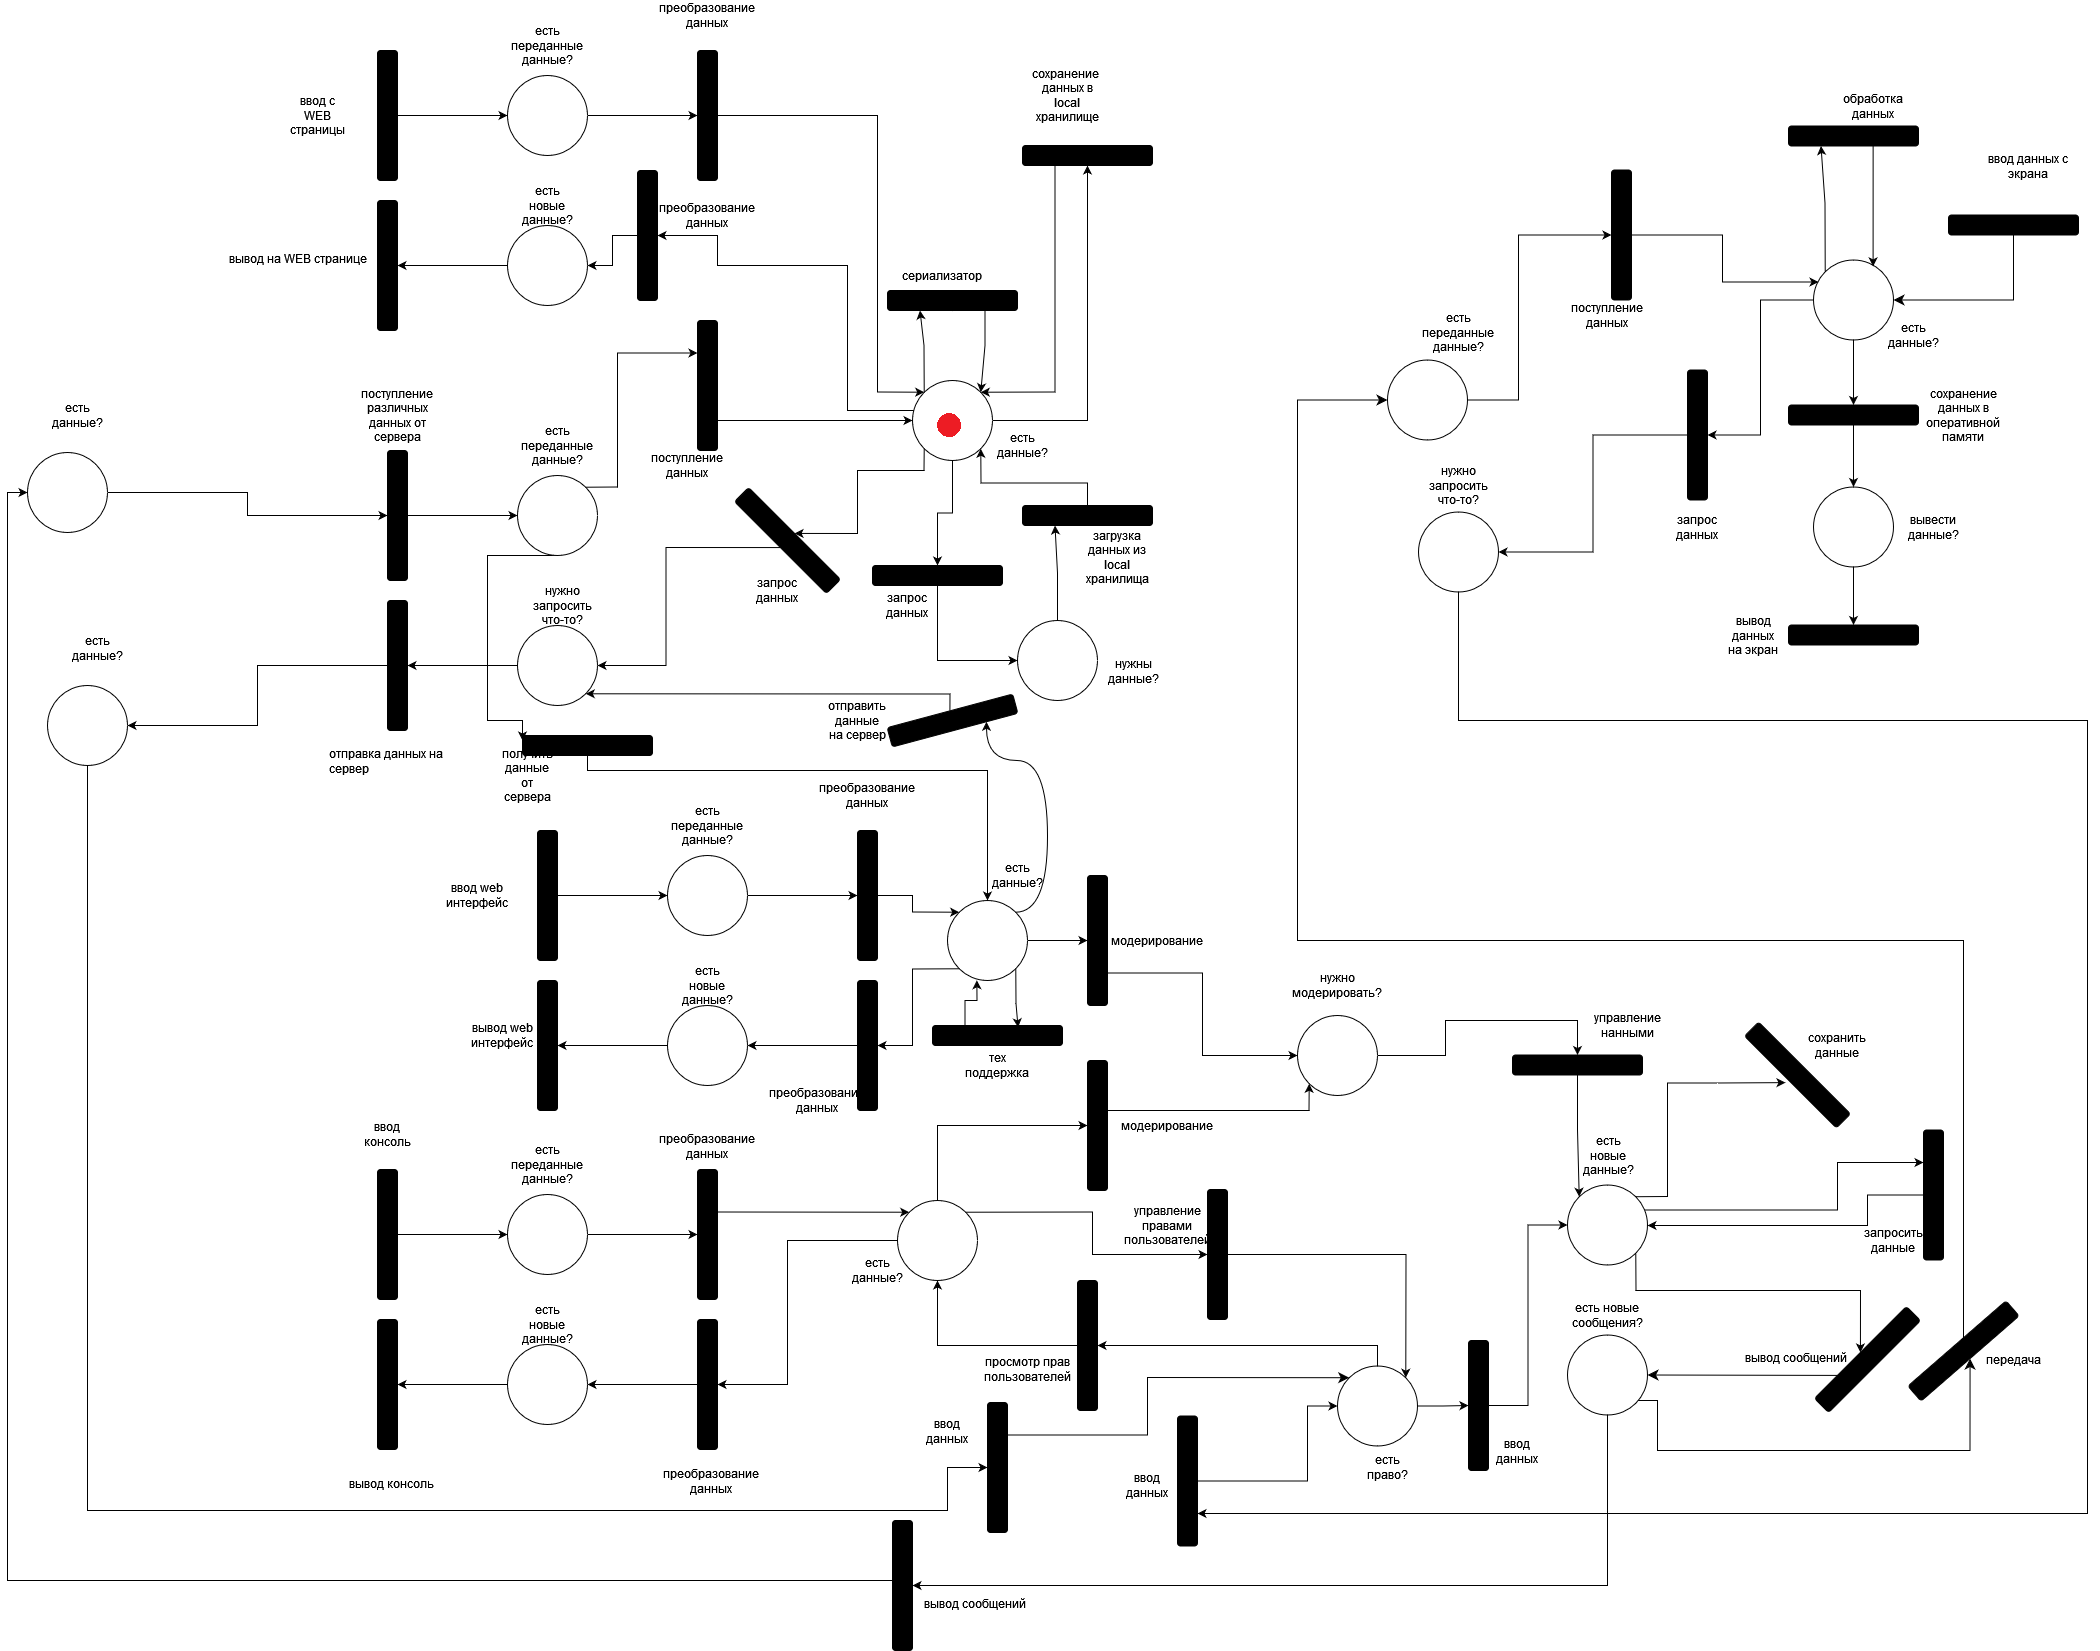 преобразование
данных
есть
переданные
данные?
ввод с
WEB
страницы
сохранение
данных в
local
хранилище
обработка
данных
ввод данных с
экрана
есть
новые
данные?
преобразование
данных
вывод на WEB странице
сериализатор
поступление
данных
есть
переданные
данные?
есть
данные?
есть
данные?
поступление
различных
данных от
сервера
есть
переданные
данные?
поступление
данных
есть
данные?
сохранение
данных в
оперативной
памяти
нужно
запросить
что-то?
запрос
данных
вывести
данные?
загрузка
данных из
local
хранилища
запрос
данных
запрос
данных
нужно
запросить
что-то?
есть
данные?
нужны
данные?
вывод
данных
на экран
отправить
данные
на сервер
отправка данных на
сервер
получить
данные
от
сервера
преобразование
данных
есть
переданные
данные?
ввод web
интерфейс
есть
данные?
модерирование
есть
новые
данные?
вывод web
интерфейс
нужно
модерировать?
управление
нанными
сохранить
данные
тех
поддержка
преобразовани
данных
модерирование
ввод
консоль
есть
переданные
данные?
преобразование
данных
есть
новые
данные?
управление
правами
пользователей
запросить
данные
есть
данные?
есть
новые
данные?
есть новые
сообщения?
вывод сообщений
передача
просмотр прав
пользователей
ввод
данных
ввод
данных
есть
право?
ввод
данных
вывод консоль
преобразование
данных
вывод сообщений